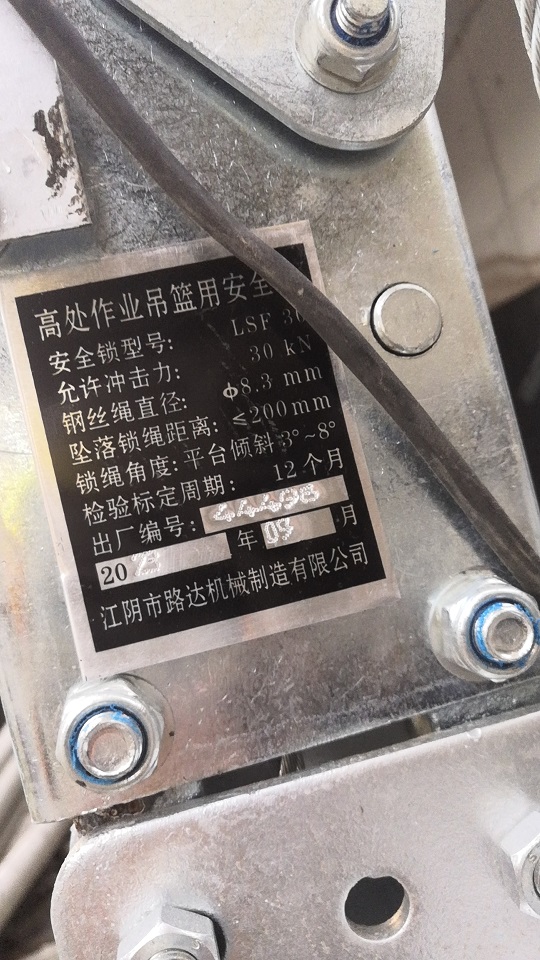 高处作业吊篮用安全
安全锁型号: LSF 30
允许冲击力: 30 kN
钢丝绳直径: ϕ8.3 mm
坠落锁绳距离: ≤200mm
锁绳角度: 平台倾斜3°~8°
检验标定周期: 12个月
出厂编号: 44498
20 年 09 月
江阴市路达机械制造有限公司